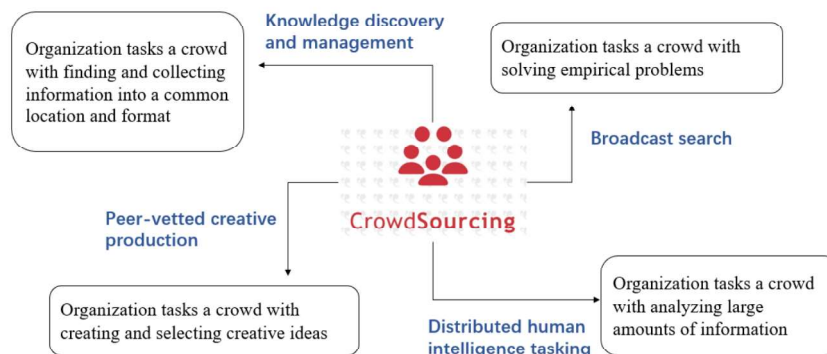 Knowledge discovery
and management
Organization tasks a crowd
with finding and collecting
information into a common
location and format
Organization tasks a crowd with
solving empirical problems
Broadcast search
CrowdSourcing
Peer-vetted creative
production
Organization tasks a crowd with
creating and selecting creative ideas
Distributed human
intelligence tasking
Organization tasks a crowd
with analyzing large
amounts of information